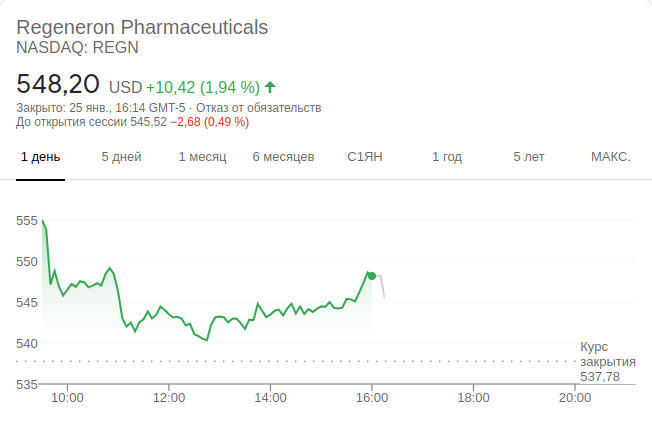 Regeneron Pharmaceuticals
NASDAQ: REGN
548,20 USD +10,42 (1,94 %)
Закрыто: 25 янв., 16:14 GMT-5 · Отказ от обязательств
До открытия сессии 545,52 −2,68 (0,49 %)
1 день 5 дней 1 месяц 6 месяцев С1ЯН 1 год 5 лет МАКС.
555
550
545
540
Курс
закрытия
537,78
535
10:00 12:00 14:00 16:00 18:00 20:00